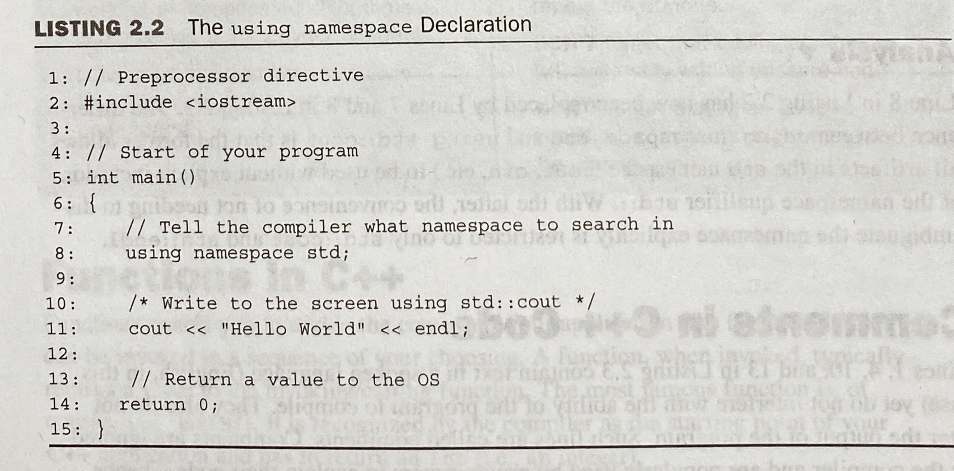 LISTING 2.2 The using namespace Declaration
1: // Preprocessor directive
2: #include <iostream>
3:
4: // Start of your program
5: int main()
6: {
7:     // Tell the compiler what namespace to search in
8:     using namespace std;
9:
10:     /* Write to the screen using std::cout */
11:     cout << "Hello World" << endl;
12:
13:     // Return a value to the OS
14:    return 0;
15: }